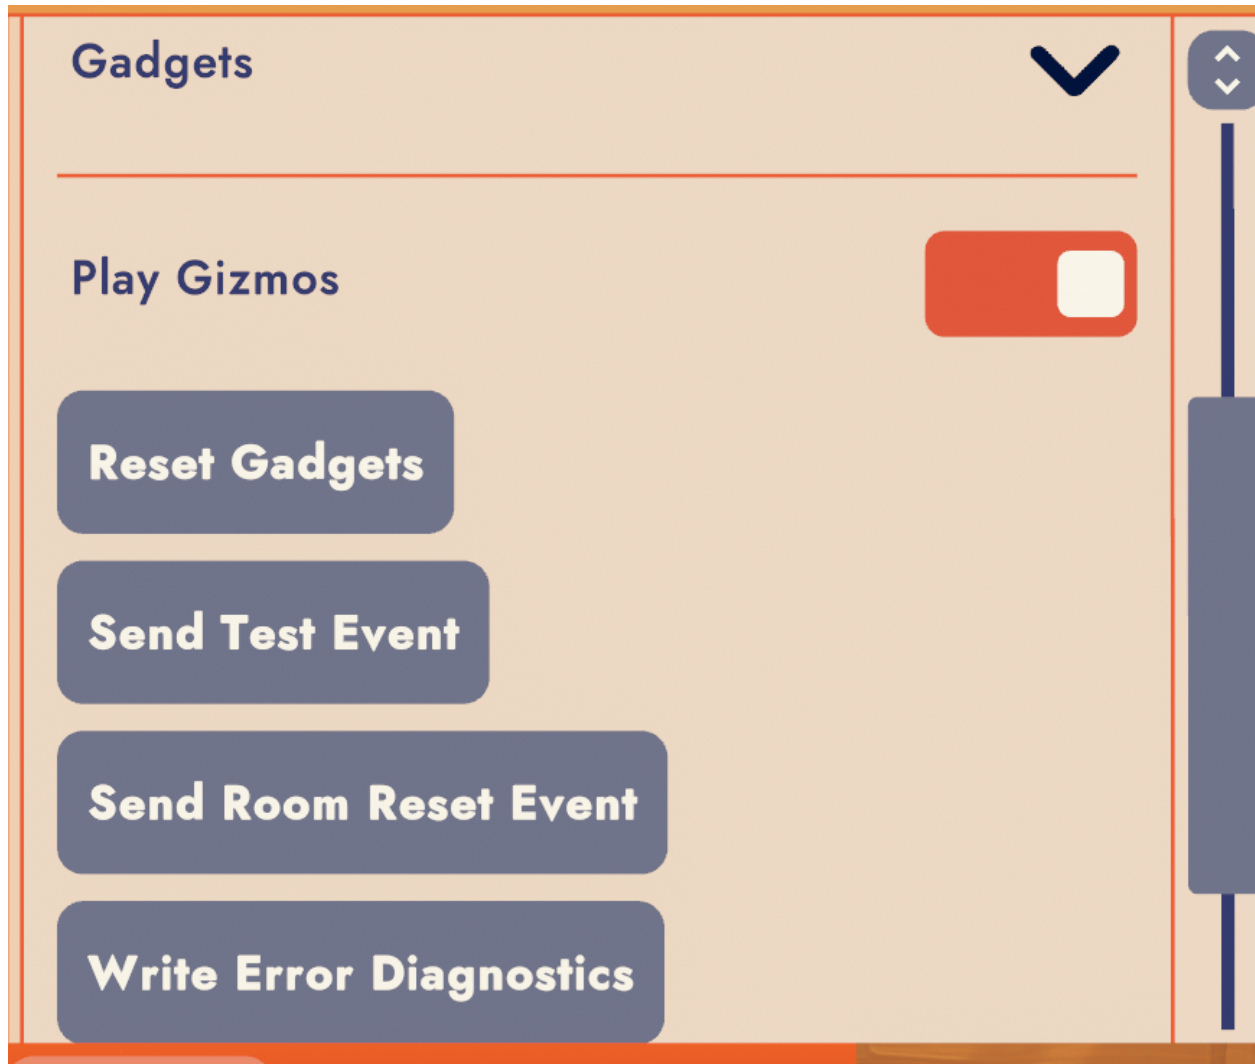 Gadgets
Play Gizmos
Reset Gadgets
Send Test Event
Send Room Reset Event
Write Error Diagnostics